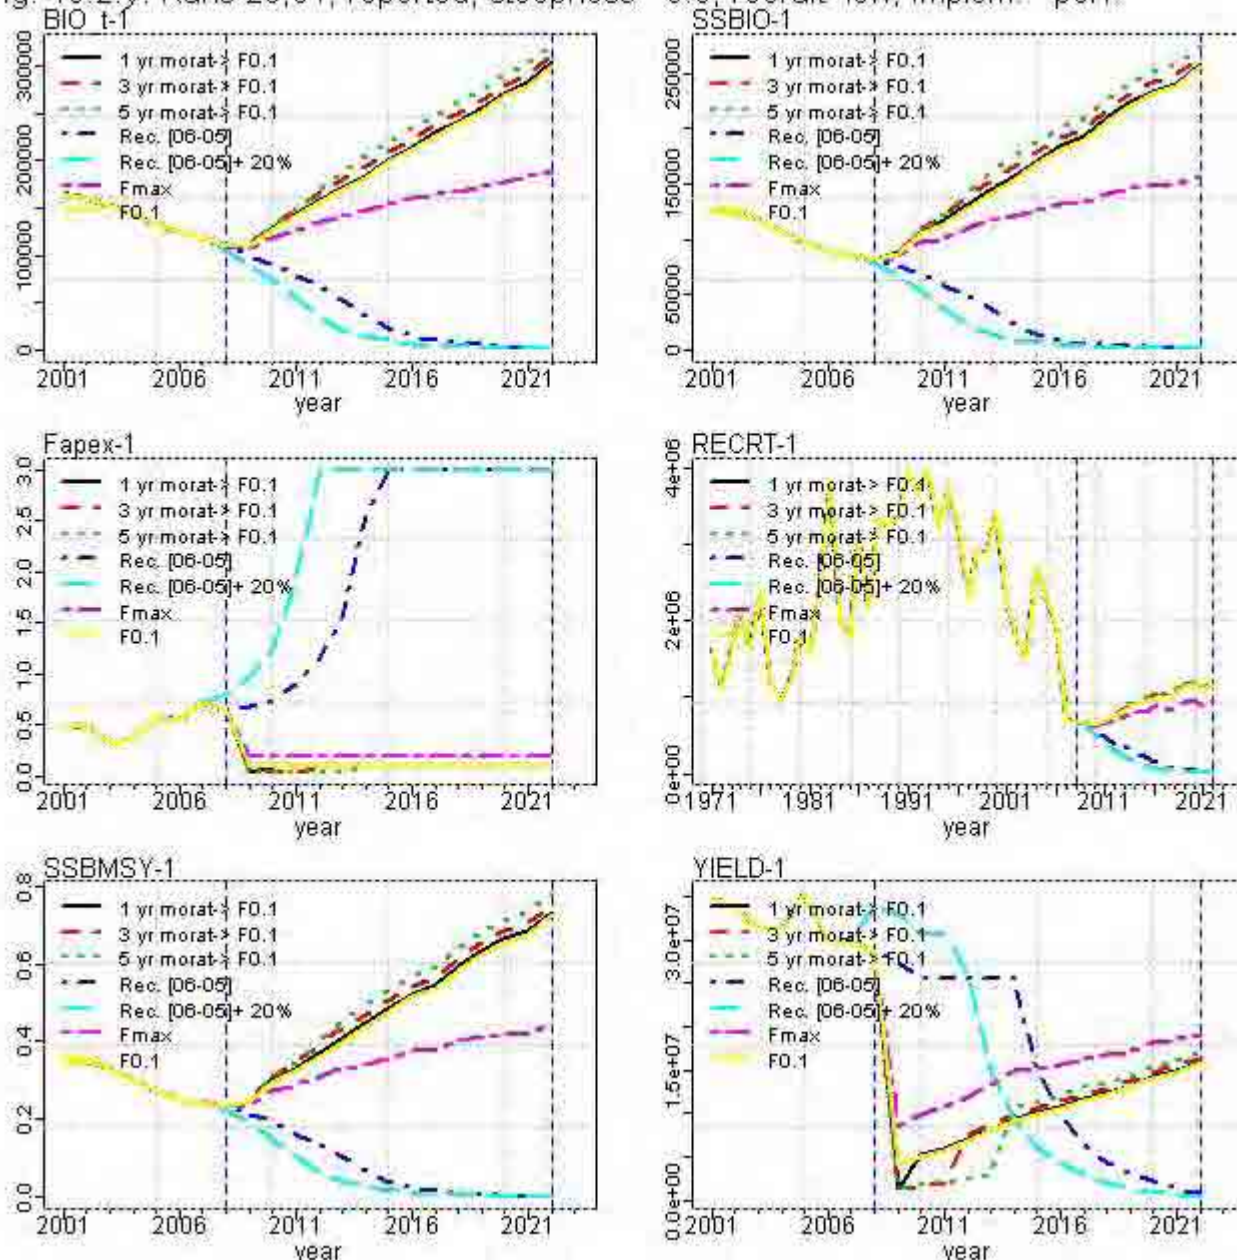 BIO_t-1
1 yr morat-> F0.1
3 yr morat-> F0.1
5 yr morat-> F0.1
Rec. [06-05]
Rec. [06-05]+ 20%
Fmax
F0.1
0 100000 200000 300000
2001 2006 2011 2016 2021
year
SSBIO-1
1 yr morat-> F0.1
3 yr morat-> F0.1
5 yr morat-> F0.1
Rec. [06-05]
Rec. [06-05]+ 20%
Fmax
F0.1
0 50000 150000 250000
2001 2006 2011 2016 2021
year
Fapex-1
1 yr morat-> F0.1
3 yr morat-> F0.1
5 yr morat-> F0.1
Rec. [06-05]
Rec. [06-05]+ 20%
Fmax
F0.1
0.0 0.5 1.0 1.5 2.0 2.5 3.0
2001 2006 2011 2016 2021
year
RECRT-1
1 yr morat-> F0.1
3 yr morat-> F0.1
5 yr morat-> F0.1
Rec. [06-05]
Rec. [06-05]+ 20%
Fmax
F0.1
0e+00 2e+06 4e+06
1971 1981 1991 2001 2011 2021
year
SSBMSY-1
1 yr morat-> F0.1
3 yr morat-> F0.1
5 yr morat-> F0.1
Rec. [06-05]
Rec. [06-05]+ 20%
Fmax
F0.1
0.0 0.2 0.4 0.6 0.8
2001 2006 2011 2016 2021
year
YIELD-1
1 yr morat-> F0.1
3 yr morat-> F0.1
5 yr morat-> F0.1
Rec. [06-05]
Rec. [06-05]+ 20%
Fmax
F0.1
0.0e+00 1.5e+07 3.0e+07
2001 2006 2011 2016 2021
year